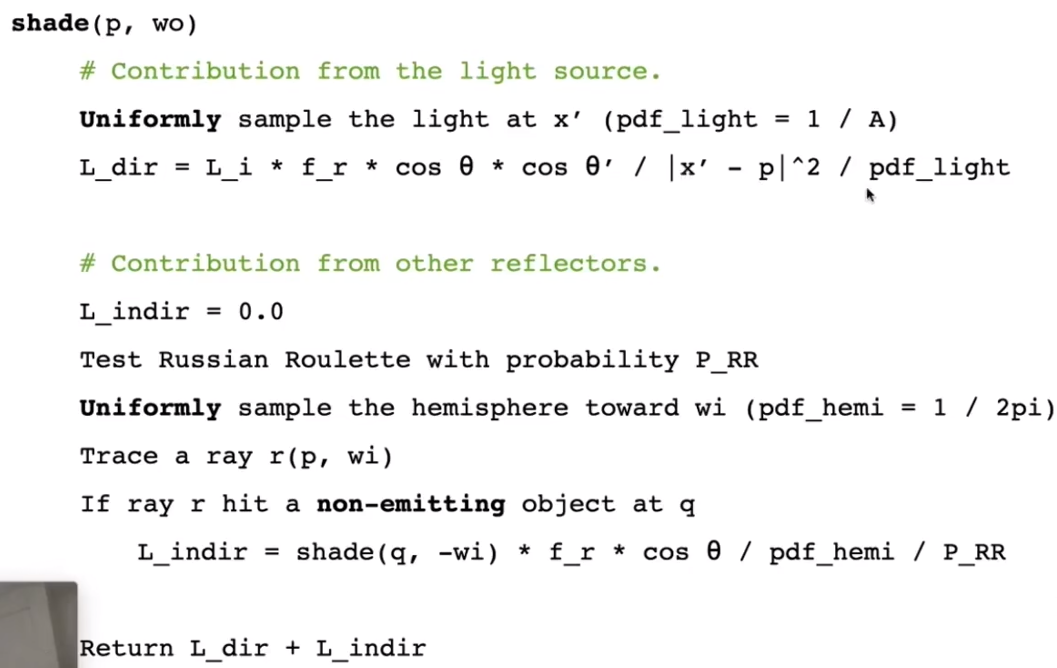 shade(p, wo)
# Contribution from the light source.
Uniformly sample the light at x′ (pdf_light = 1 / A)
L_dir = L_i * f_r * cos θ * cos θ′ / |x′ - p|^2 / pdf_light
# Contribution from other reflectors.
L_indir = 0.0
Test Russian Roulette with probability P_RR
Uniformly sample the hemisphere toward wi (pdf_hemi = 1 / 2pi)
Trace a ray r(p, wi)
If ray r hit a non-emitting object at q
L_indir = shade(q, -wi) * f_r * cos θ / pdf_hemi / P_RR
Return L_dir + L_indir